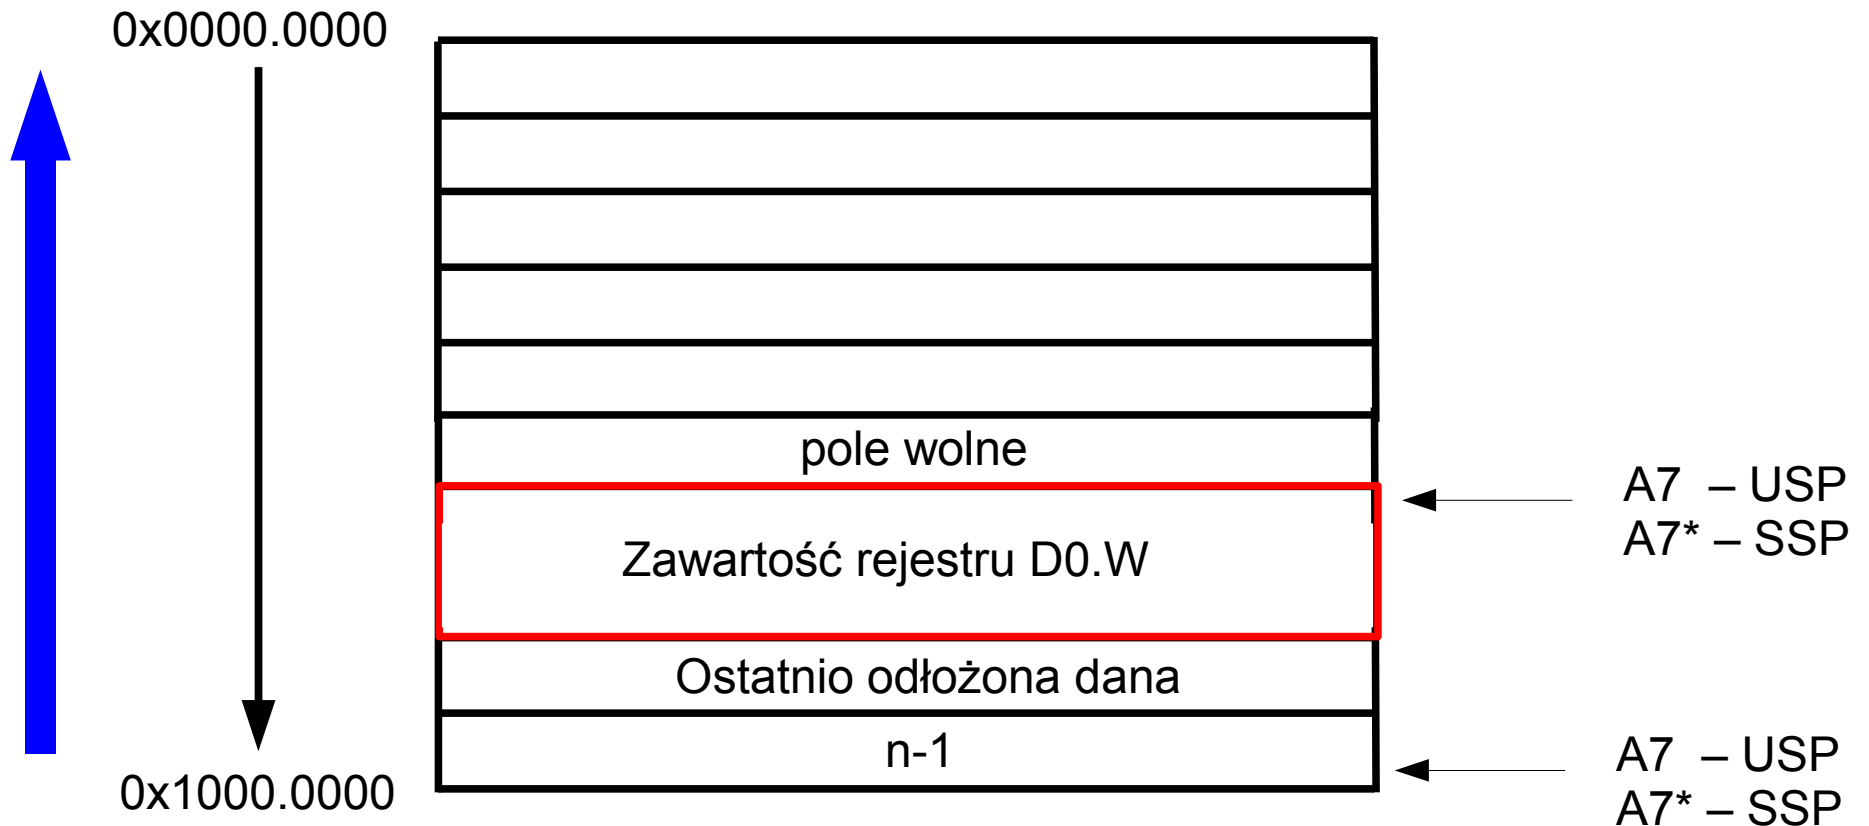 0x0000.0000
pole wolne
A7 – USP
A7* – SSP
Zawartość rejestru D0.W
Ostatnio odłożona dana
n-1
A7 – USP
A7* – SSP
0x1000.0000